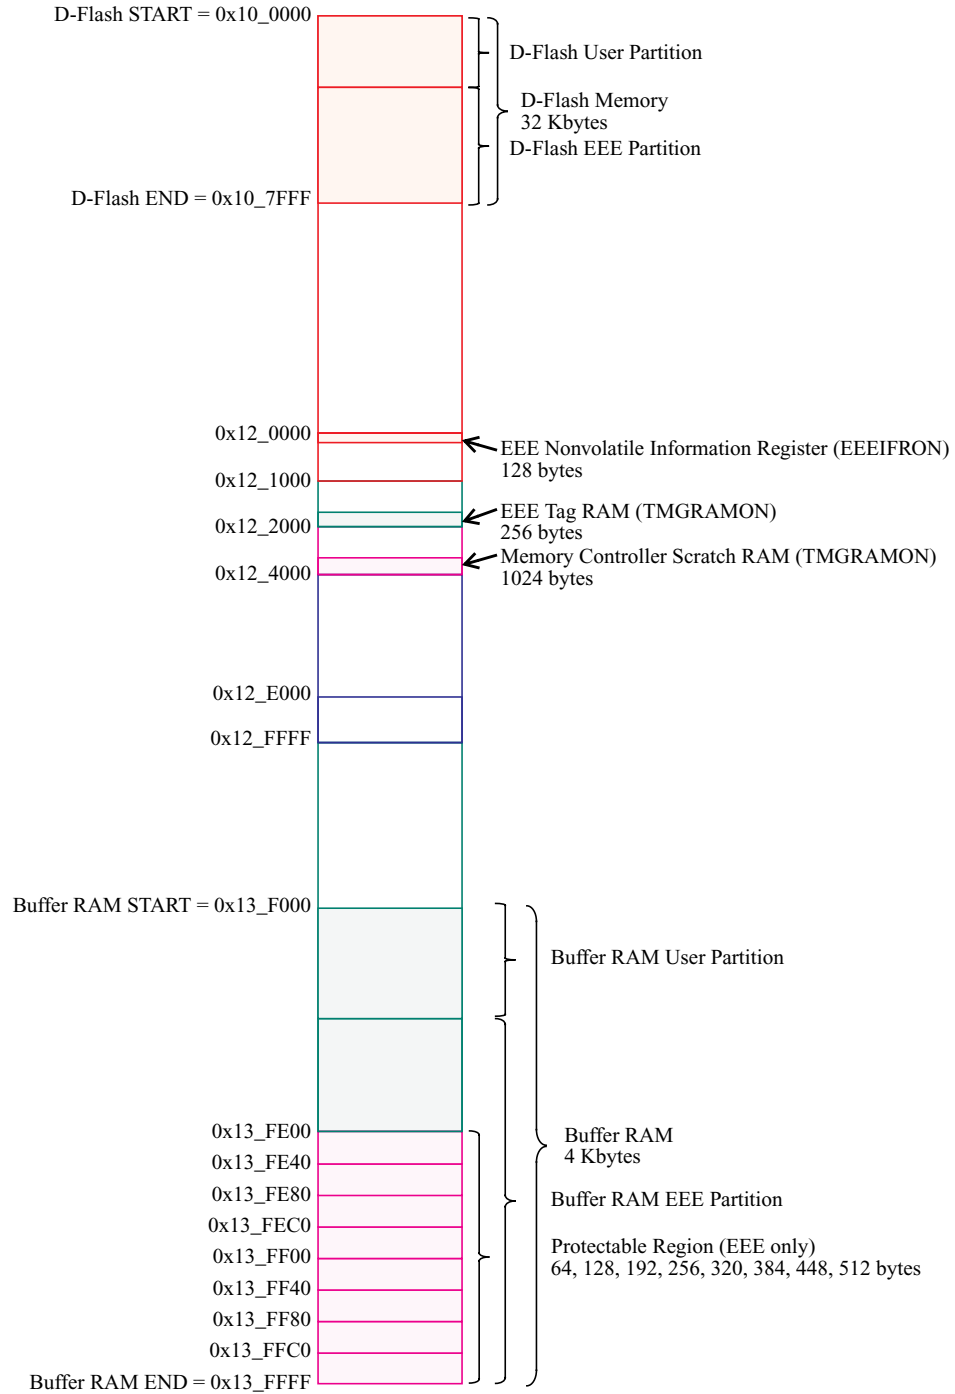 D-Flash START = 0x10_0000
D-Flash User Partition
D-Flash Memory
32 Kbytes
D-Flash EEE Partition
D-Flash END = 0x10_7FFF
0x12_0000
EEE Nonvolatile Information Register (EEEIFRON)
128 bytes
0x12_1000
EEE Tag RAM (TMGRAMON)
256 bytes
0x12_2000
Memory Controller Scratch RAM (TMGRAMON)
1024 bytes
0x12_4000
0x12_E000
0x12_FFFF
Buffer RAM START = 0x13_F000
Buffer RAM User Partition
0x13_FE00
Buffer RAM
4 Kbytes
0x13_FE40
0x13_FE80
Buffer RAM EEE Partition
0x13_FEC0
Protectable Region (EEE only)
64, 128, 192, 256, 320, 384, 448, 512 bytes
0x13_FF00
0x13_FF40
0x13_FF80
0x13_FFC0
Buffer RAM END = 0x13_FFFF